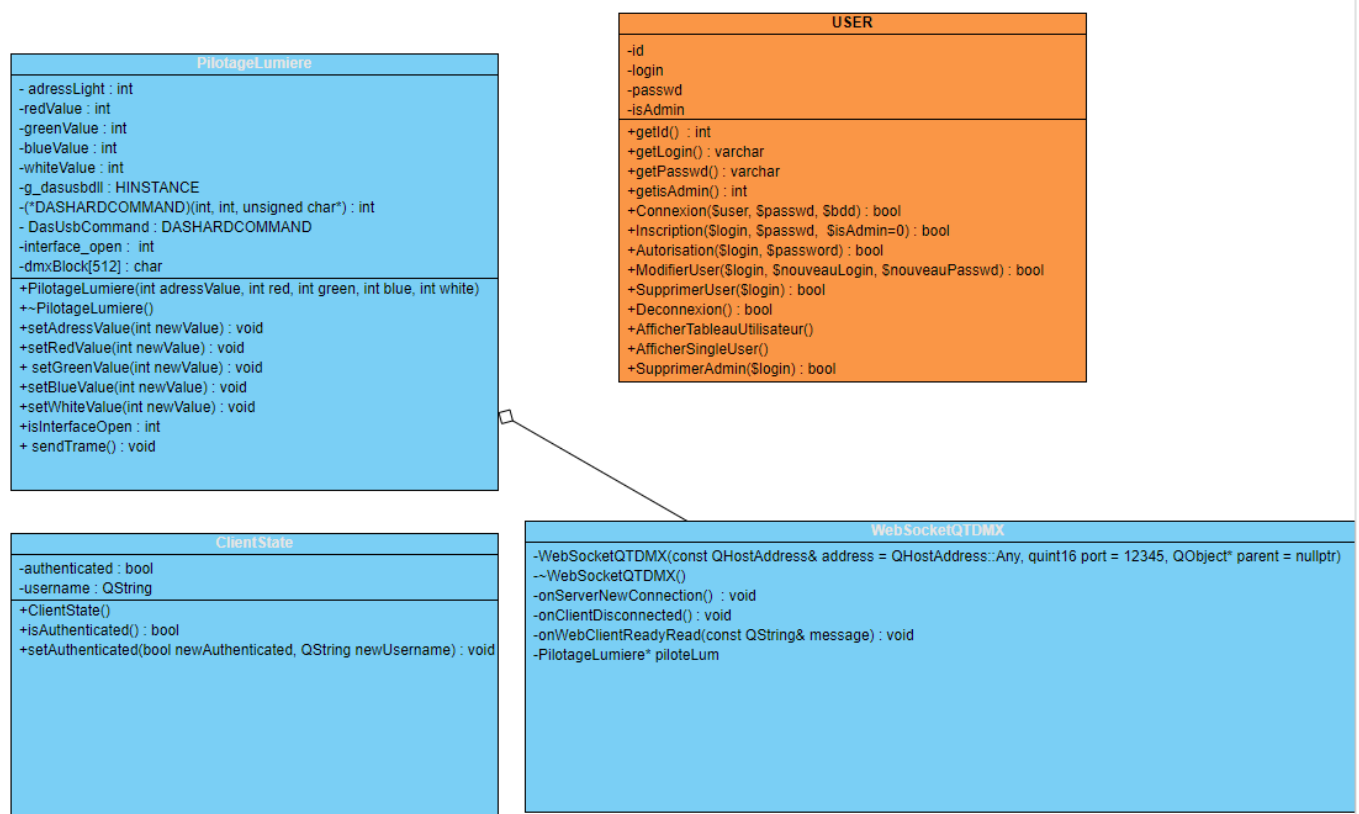 USER
-id
-login
-passwd
-isAdmin
+getId() : int
+getLogin() : varchar
+getPasswd() : varchar
+getisAdmin() : int
+Connexion($user, $passwd, $bdd) : bool
+Inscription($login, $passwd, $isAdmin=0) : bool
+Autorisation($login, $password) : bool
+ModifierUser($login, $nouveauLogin, $nouveauPasswd) : bool
+SupprimerUser($login) : bool
+Deconnexion() : bool
+AfficherTableauUtilisateur()
+AfficherSingleUser()
+SupprimerAdmin($login) : bool
PilotageLumiere
- adressLight : int
-redValue : int
-greenValue : int
-blueValue : int
-whiteValue : int
-g_dasusbdll : HINSTANCE
-(*DASHARDCOMMAND)(int, int, unsigned char*) : int
- DasUsbCommand : DASHARDCOMMAND
-interface_open : int
-dmxBlock[512] : char
+PilotageLumiere(int adressValue, int red, int green, int blue, int white)
+~PilotageLumiere()
+setAdressValue(int newValue) : void
+setRedValue(int newValue) : void
+ setGreenValue(int newValue) : void
+setBlueValue(int newValue) : void
+setWhiteValue(int newValue) : void
+isInterfaceOpen : int
+ sendTrame() : void
ClientState
-authenticated : bool
-username : QString
+ClientState()
+isAuthenticated() : bool
+setAuthenticated(bool newAuthenticated, QString newUsername) : void
WebSocketQTDMX
-WebSocketQTDMX(const QHostAddress& address = QHostAddress::Any, quint16 port = 12345, QObject* parent = nullptr)
-~WebSocketQTDMX()
-onServerNewConnection() : void
-onClientDisconnected() : void
-onWebClientReadyRead(const QString& message) : void
-PilotageLumiere* piloteLum